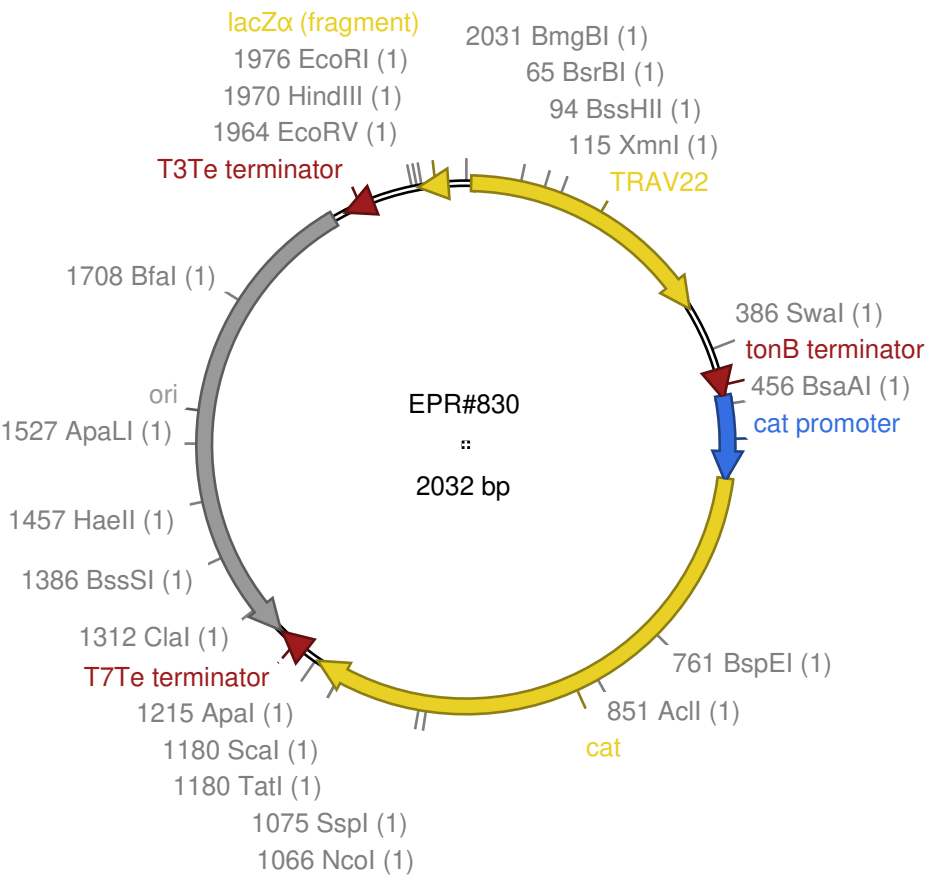 lacZα (fragment)
2031 BmgBI (1)
1976 EcoRI (1)
65 BsrBI (1)
1970 HindIII (1)
94 BssHII (1)
1964 EcoRV (1)
115 XmnI (1)
T3Te terminator
TRAV22
1708 BfaI (1)
386 SwaI (1)
tonB terminator
456 BsaAI (1)
ori
EPR#830
cat promoter
1527 ApaLI (1)
2032 bp
1457 HaeII (1)
1386 BssSI (1)
1312 ClaI (1)
761 BspEI (1)
T7Te terminator
1215 ApaI (1)
851 AclI (1)
1180 ScaI (1)
cat
1180 TatI (1)
1075 SspI (1)
1066 NcoI (1)